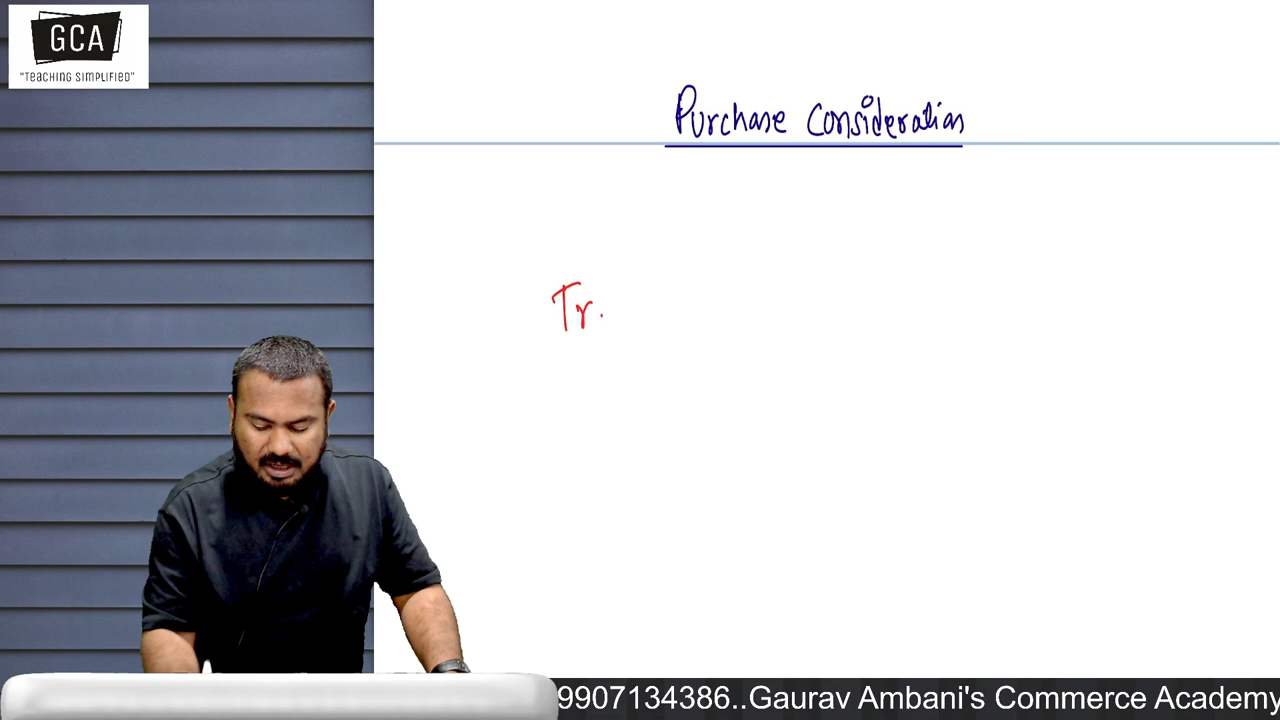 GCA
"TEACHING SIMPLIFIED"
Purchase Consideration
Tr.
9907134386..Gaurav Ambani's Commerce Academy